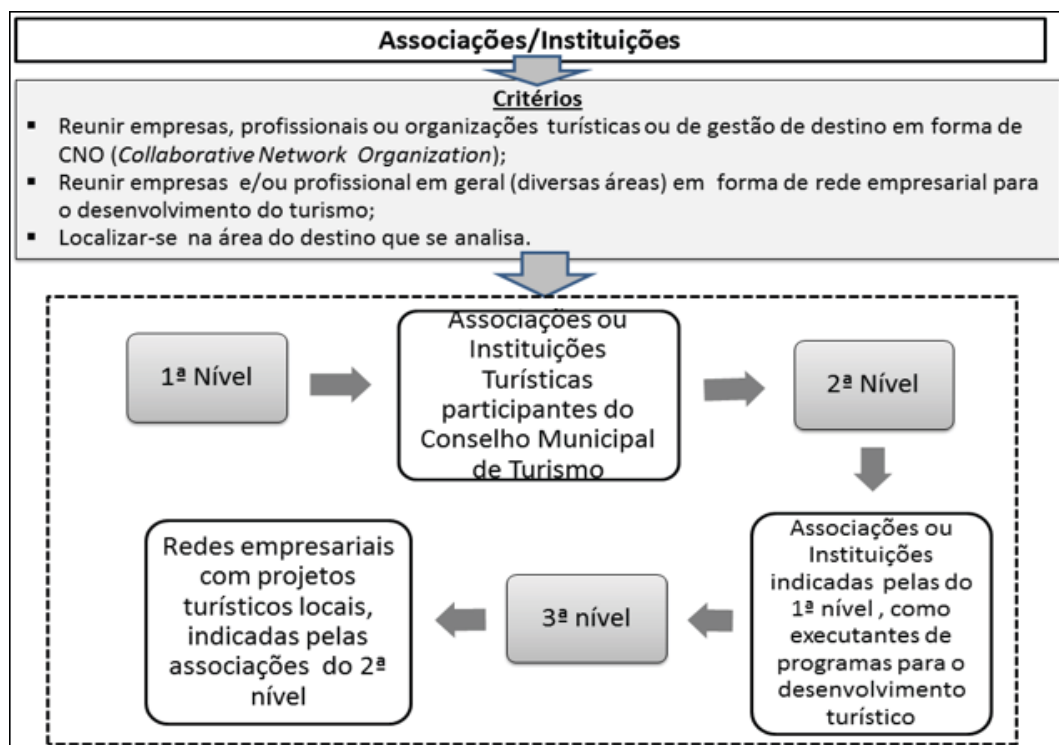 Associações/Instituições
Critérios
▪ Reunir empresas, profissionais ou organizações turísticas ou de gestão de destino em forma de
CNO (Collaborative Network Organization);
▪ Reunir empresas e/ou profissional em geral (diversas áreas) em forma de rede empresarial para
o desenvolvimento do turismo;
▪ Localizar-se na área do destino que se analisa.
1ª Nível
Associações ou
Instituições
Turísticas
participantes do
Conselho Municipal
de Turismo
2ª Nível
Associações ou
Instituições
indicadas pelas do
1ª nível , como
executantes de
programas para o
desenvolvimento
turístico
3ª nível
Redes empresariais
com projetos
turísticos locais,
indicadas pelas
associações do 2ª
nível